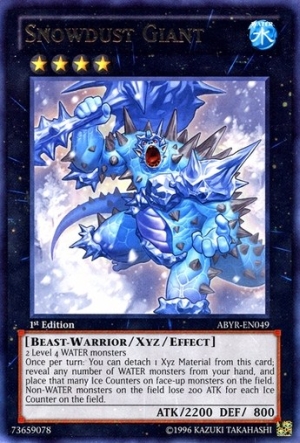 SNOWDUST GIANT
WATER
水
ABYR-EN049
1st Edition
[BEAST-WARRIOR/XYZ/EFFECT]
2 Level 4 WATER monsters
Once per turn: You can detach 1 Xyz Material from this card;
reveal any number of WATER monsters from your hand, and
place that many Ice Counters on face-up monsters on the field.
Non-WATER monsters on the field lose 200 ATK for each Ice
Counter on the field.
ATK/2200 DEF/ 800
73659078
©1996 KAZUKI TAKAHASHI